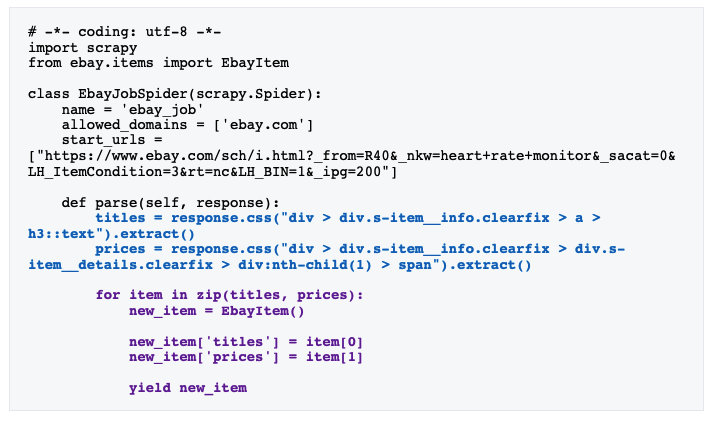 # -*- coding: utf-8 -*-
import scrapy
from ebay.items import EbayItem

class EbayJobSpider(scrapy.Spider):
    name = 'ebay_job'
    allowed_domains = ['ebay.com']
    start_urls =
["https://www.ebay.com/sch/i.html?_from=R40&_nkw=heart+rate+monitor&_sacat=0&
LH_ItemCondition=3&rt=nc&LH_BIN=1&_ipg=200"]

    def parse(self, response):
        titles = response.css("div > div.s-item__info.clearfix > a >
h3::text").extract()
        prices = response.css("div > div.s-item__info.clearfix > div.s-
item__details.clearfix > div:nth-child(1) > span").extract()

        for item in zip(titles, prices):
            new_item = EbayItem()

            new_item['titles'] = item[0]
            new_item['prices'] = item[1]

            yield new_item